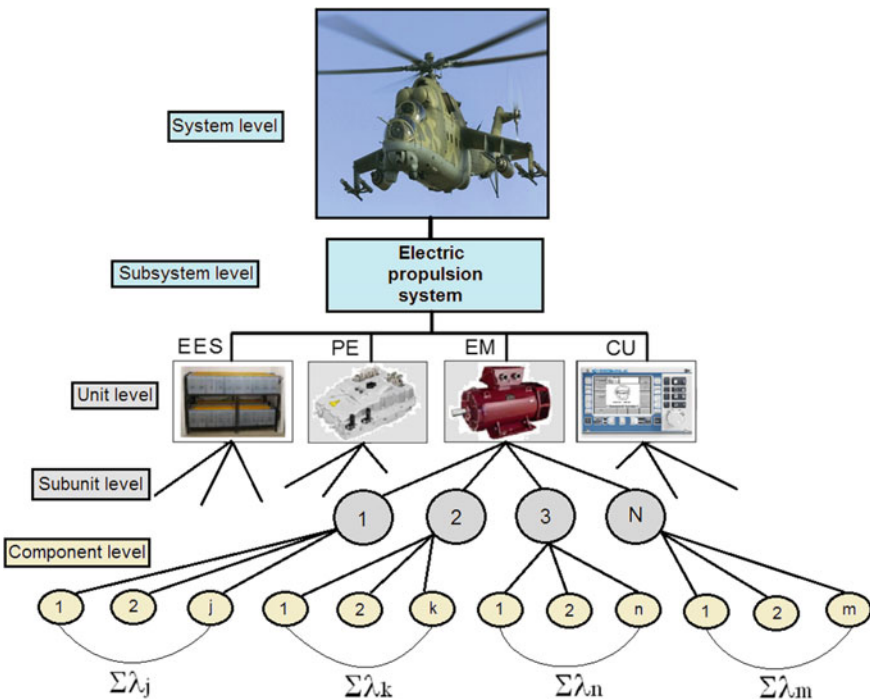 System level
Electric
propulsion
system
Subsystem level
EES PE EM CU
Unit level
Subunit level
1 2 3 N
Component level
1 2 j 1 2 k 1 2 n 1 2 m
Σλj Σλk Σλn Σλm